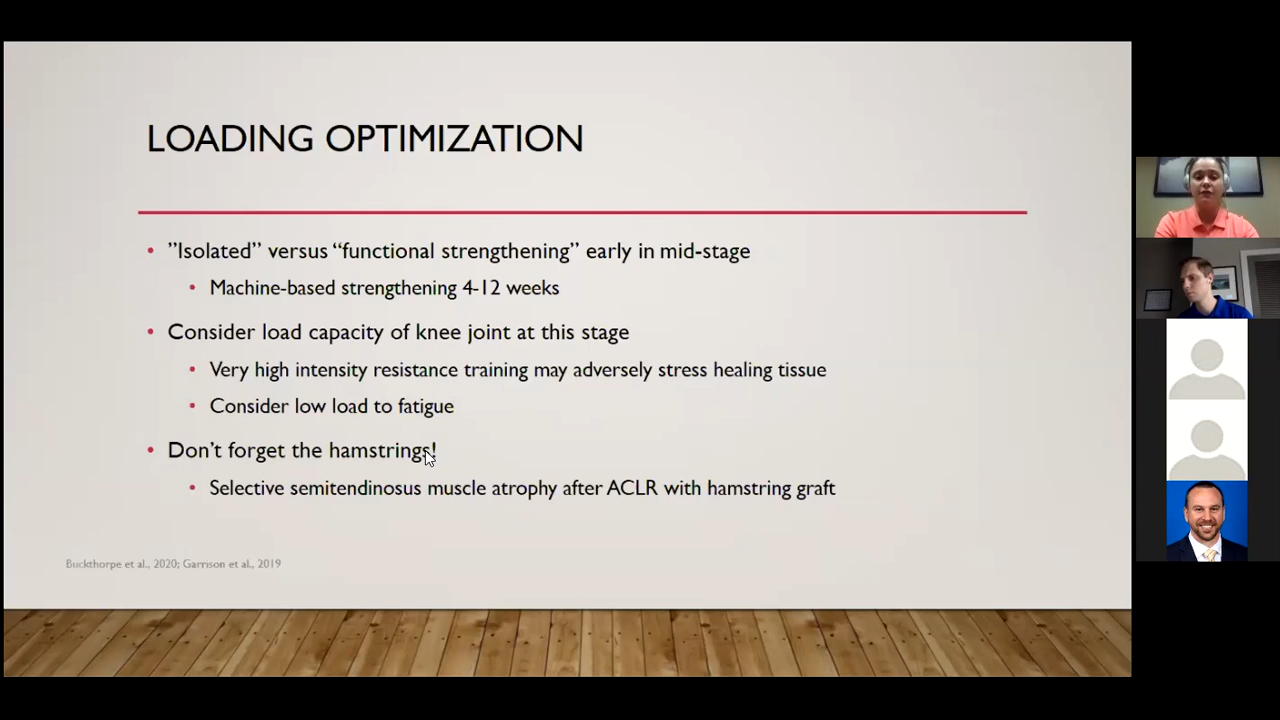 LOADING OPTIMIZATION
• ”Isolated” versus “functional strengthening” early in mid-stage
• Machine-based strengthening 4-12 weeks
• Consider load capacity of knee joint at this stage
• Very high intensity resistance training may adversely stress healing tissue
• Consider low load to fatigue
• Don’t forget the hamstrings!
• Selective semitendinosus muscle atrophy after ACLR with hamstring graft
Buckthorpe et al., 2020; Garrison et al., 2019